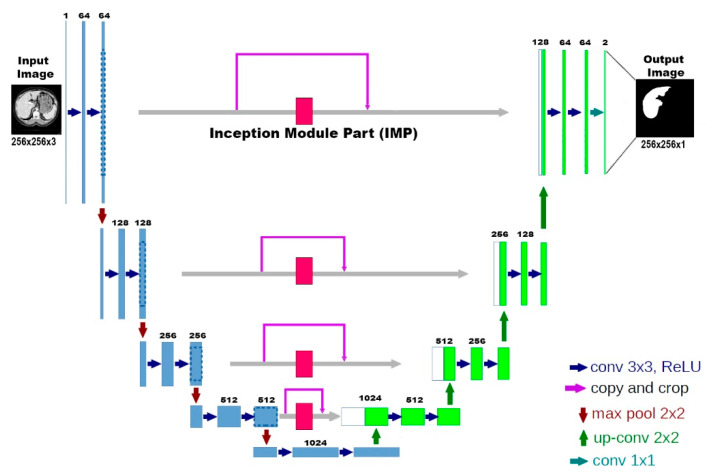 1 64 64
128 64 64 2
Input
Image
Output
Image
256x256x3
Inception Module Part (IMP)
256x256x1
128 128
256 128
256 256
512 256
512 512
1024 512
1024
conv 3x3, ReLU
copy and crop
max pool 2x2
up-conv 2x2
conv 1x1